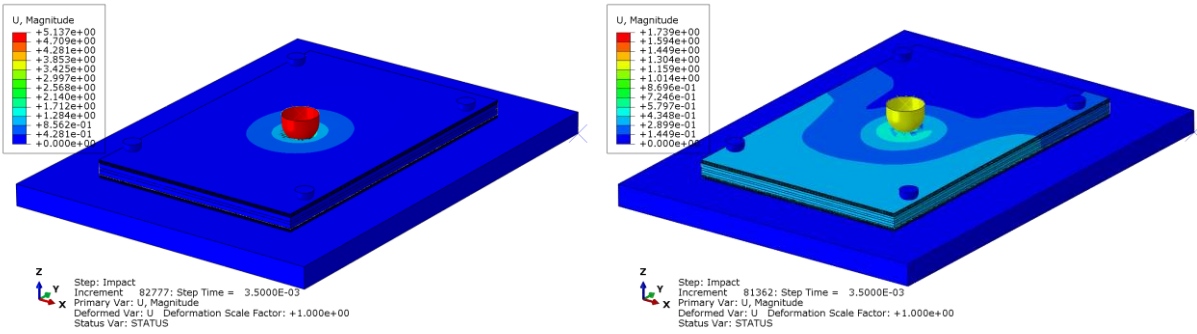 U, Magnitude
+5.137e+00
+4.709e+00
+4.281e+00
+3.853e+00
+3.425e+00
+2.997e+00
+2.568e+00
+2.140e+00
+1.712e+00
+1.284e+00
+8.562e-01
+4.281e-01
+0.000e+00
Z
Y
X
Step: Impact
Increment 82777: Step Time = 3.5000E-03
Primary Var: U, Magnitude
Deformed Var: U Deformation Scale Factor: +1.000e+00
Status Var: STATUS
U, Magnitude
+1.739e+00
+1.594e+00
+1.449e+00
+1.304e+00
+1.159e+00
+1.014e+00
+8.696e-01
+7.246e-01
+5.797e-01
+4.348e-01
+2.899e-01
+1.449e-01
+0.000e+00
Z
Y
X
Step: Impact
Increment 81362: Step Time = 3.5000E-03
Primary Var: U, Magnitude
Deformed Var: U Deformation Scale Factor: +1.000e+00
Status Var: STATUS